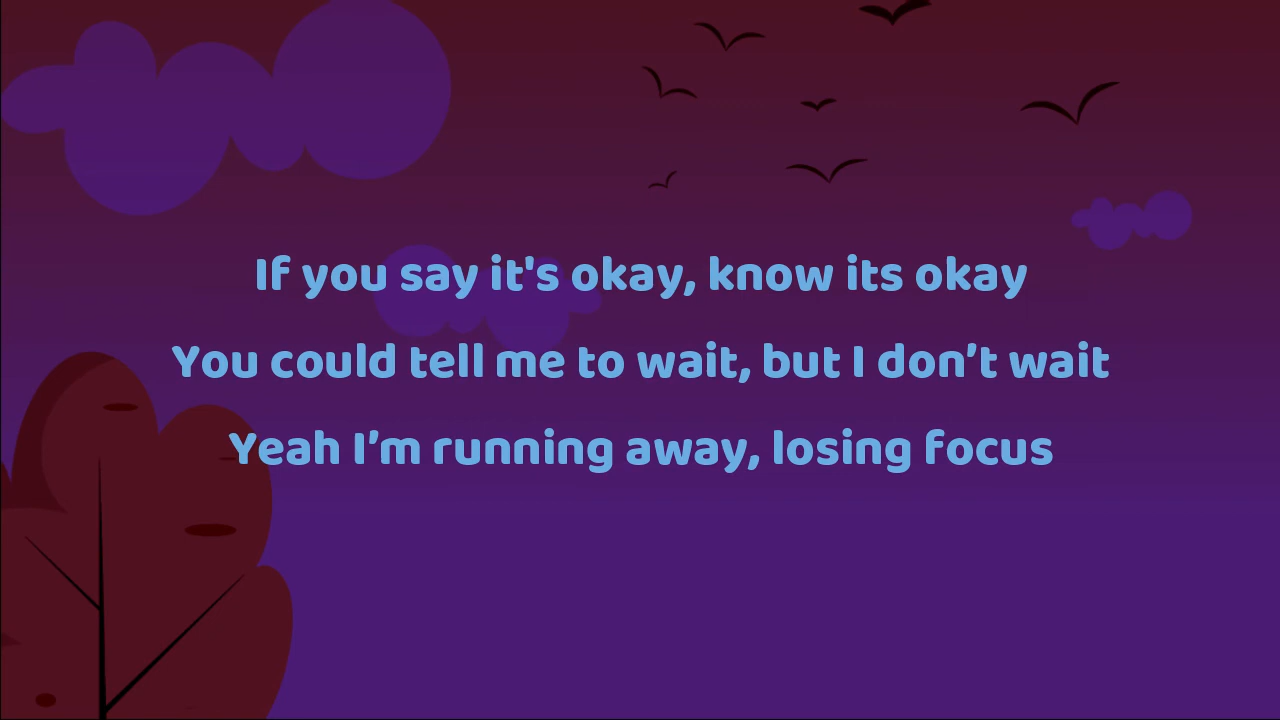 If you say it's okay, know its okay
You could tell me to wait, but I don’t wait
Yeah I’m running away, losing focus